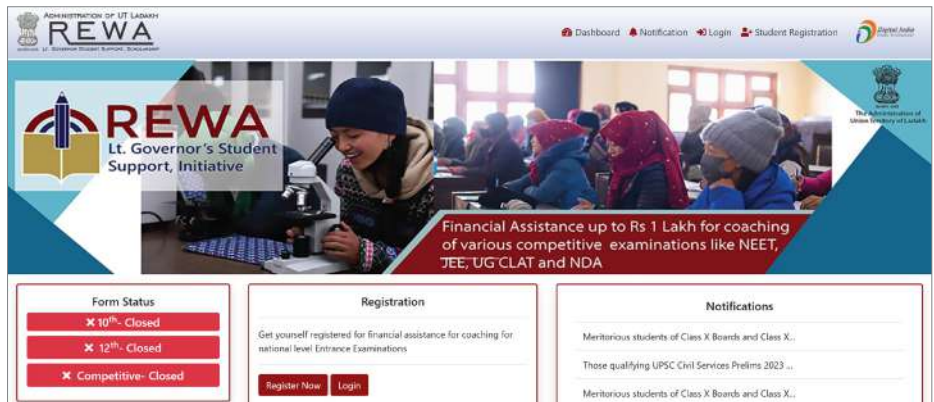 ADMINISTRATION OF UT LADAKH
REWA
LT. GOVERNOR STUDENT SUPPORT, SCHOLARSHIP
Dashboard Notification Login Student Registration
Digital India
REWA
Lt. Governor's Student
Support, Initiative
The Administration of
Union Territory of Ladakh
Financial Assistance up to Rs 1 Lakh for coaching
of various competitive examinations like NEET,
JEE, UG CLAT and NDA
Form Status
10th- Closed
12th- Closed
Competitive- Closed
Registration
Get yourself registered for financial assistance for coaching for
national level Entrance Examinations
Register Now Login
Notifications
Meritorious students of Class X Boards and Class X...
Those qualifying UPSC Civil Services Prelims 2023 ...
Meritorious students of Class X Boards and Class X...